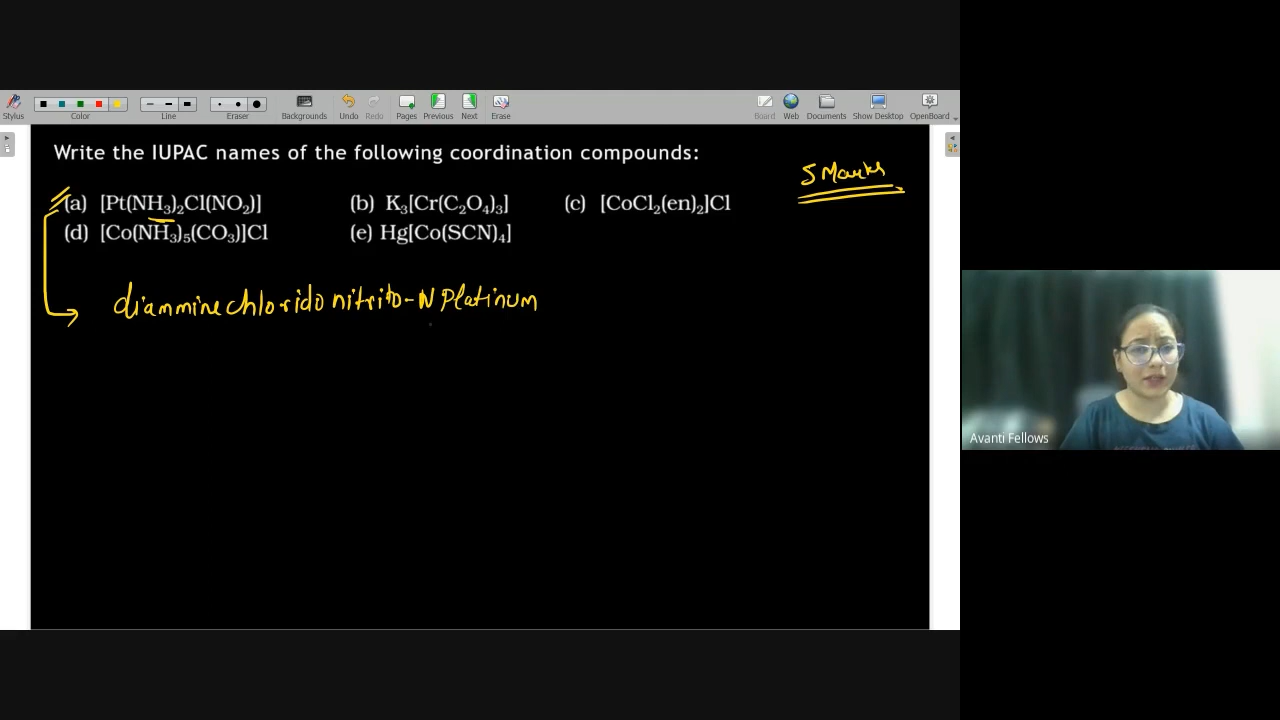 Stylus Color Line Eraser Backgrounds Undo Redo Pages Previous Next Erase Board Web Documents Show Desktop OpenBoard
Write the IUPAC names of the following coordination compounds:
5 Marks
(a) [Pt(NH₃)₂Cl(NO₂)] (b) K₃[Cr(C₂O₄)₃] (c) [CoCl₂(en)₂]Cl
(d) [Co(NH₃)₅(CO₃)]Cl (e) Hg[Co(SCN)₄]
diamminechlorido nitrito-N Platinum
Avanti Fellows